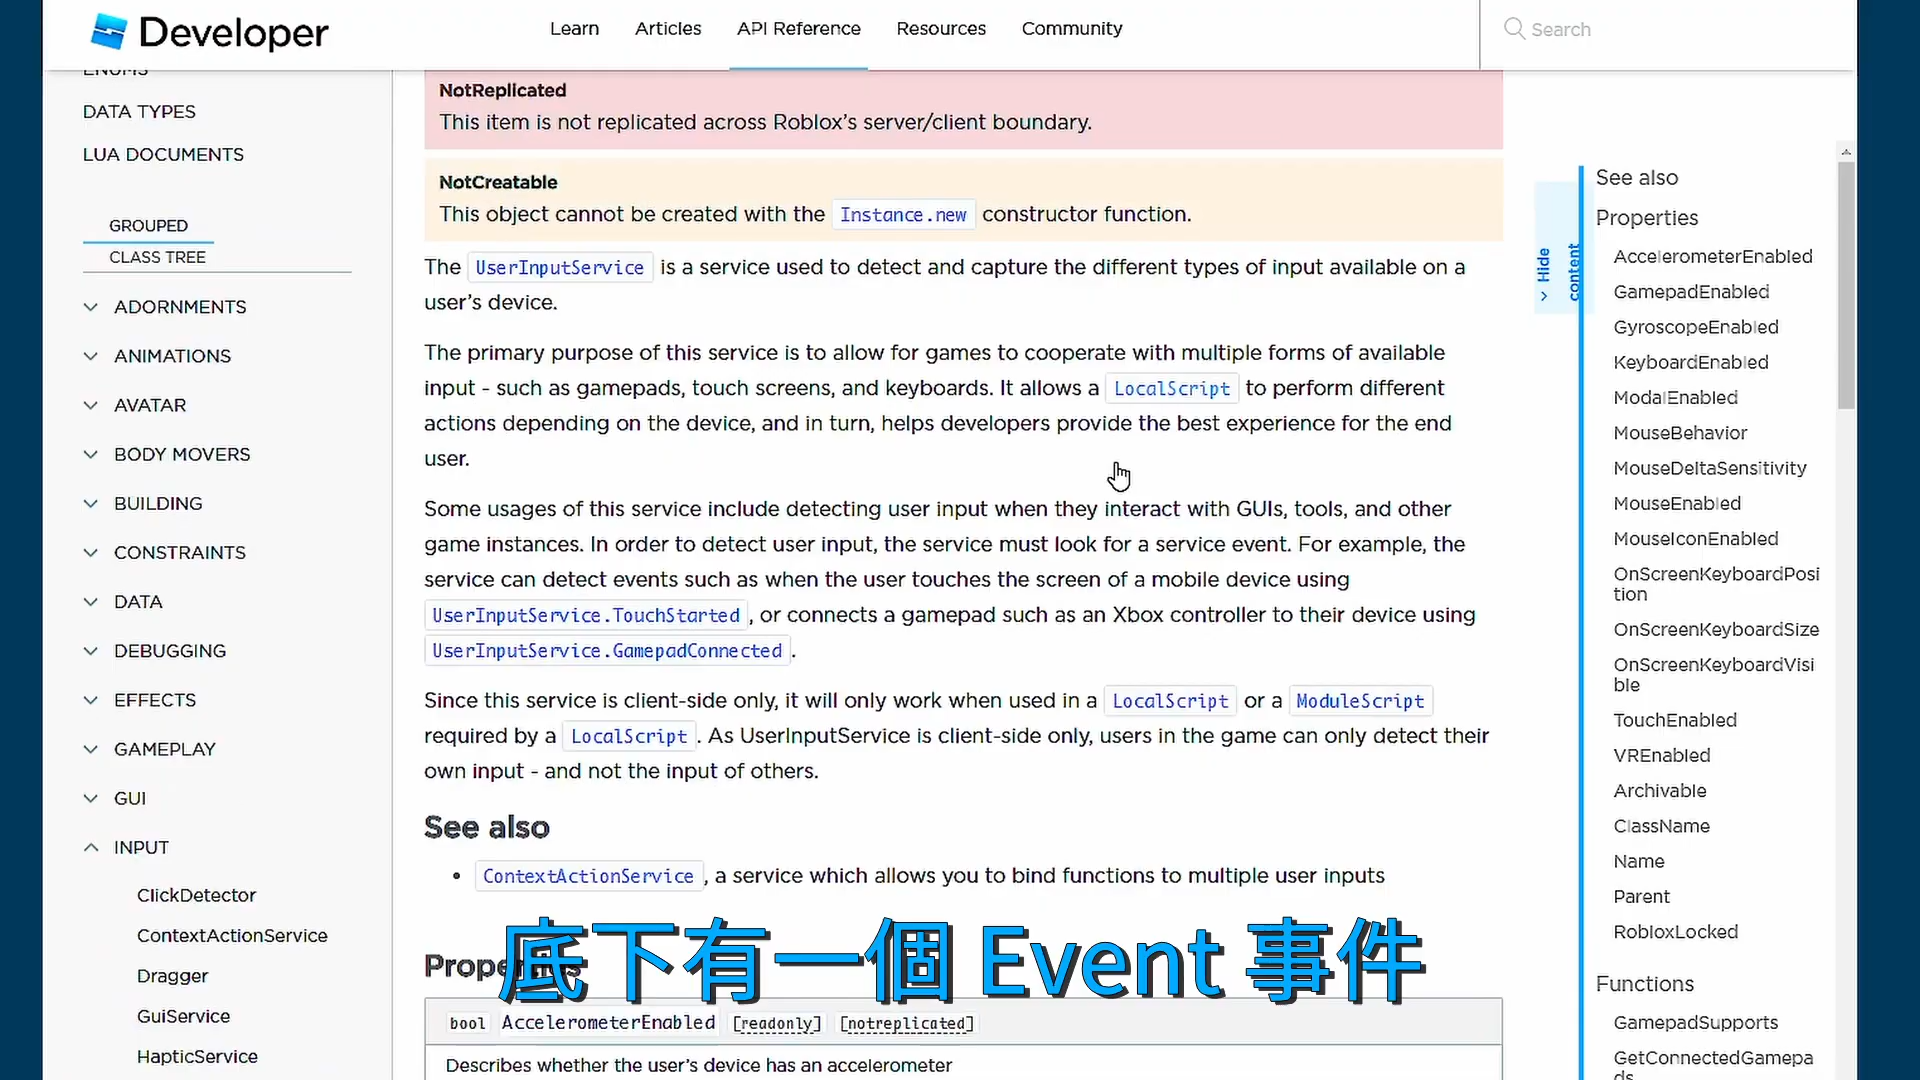 Developer
Learn
Articles
API Reference
Resources
Community
Search
ENUMS
DATA TYPES
LUA DOCUMENTS
GROUPED
CLASS TREE
ADORNMENTS
ANIMATIONS
AVATAR
BODY MOVERS
BUILDING
CONSTRAINTS
DATA
DEBUGGING
EFFECTS
GAMEPLAY
GUI
INPUT
ClickDetector
ContextActionService
Dragger
GuiService
HapticService
NotReplicated
This item is not replicated across Roblox’s server/client boundary.
NotCreatable
This object cannot be created with the Instance.new constructor function.
The UserInputService is a service used to detect and capture the different types of input available on a
user’s device.
The primary purpose of this service is to allow for games to cooperate with multiple forms of available
input - such as gamepads, touch screens, and keyboards. It allows a LocalScript to perform different
actions depending on the device, and in turn, helps developers provide the best experience for the end
user.
Some usages of this service include detecting user input when they interact with GUIs, tools, and other
game instances. In order to detect user input, the service must look for a service event. For example, the
service can detect events such as when the user touches the screen of a mobile device using
UserInputService.TouchStarted, or connects a gamepad such as an Xbox controller to their device using
UserInputService.GamepadConnected.
Since this service is client-side only, it will only work when used in a LocalScript or a ModuleScript
required by a LocalScript. As UserInputService is client-side only, users in the game can only detect their
own input - and not the input of others.
See also
• ContextActionService, a service which allows you to bind functions to multiple user inputs
Properties
底下有一個 Event 事件
bool AccelerometerEnabled [readonly] [notreplicated]
Describes whether the user’s device has an accelerometer
Hide
content
See also
Properties
AccelerometerEnabled
GamepadEnabled
GyroscopeEnabled
KeyboardEnabled
ModalEnabled
MouseBehavior
MouseDeltaSensitivity
MouseEnabled
MouseIconEnabled
OnScreenKeyboardPosi
tion
OnScreenKeyboardSize
OnScreenKeyboardVisi
ble
TouchEnabled
VREnabled
Archivable
ClassName
Name
Parent
RobloxLocked
Functions
GamepadSupports
GetConnectedGamepa
ds